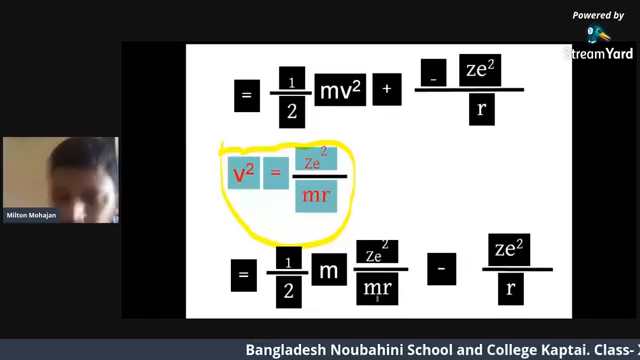 Powered by
StreamYard
= 1/2 mv² + - ze²/r
v² = Ze²/mr
= 1/2 m Ze²/mr - ze²/r
Milton Mohajan
Bangladesh Noubahini School and College Kaptai. Class-